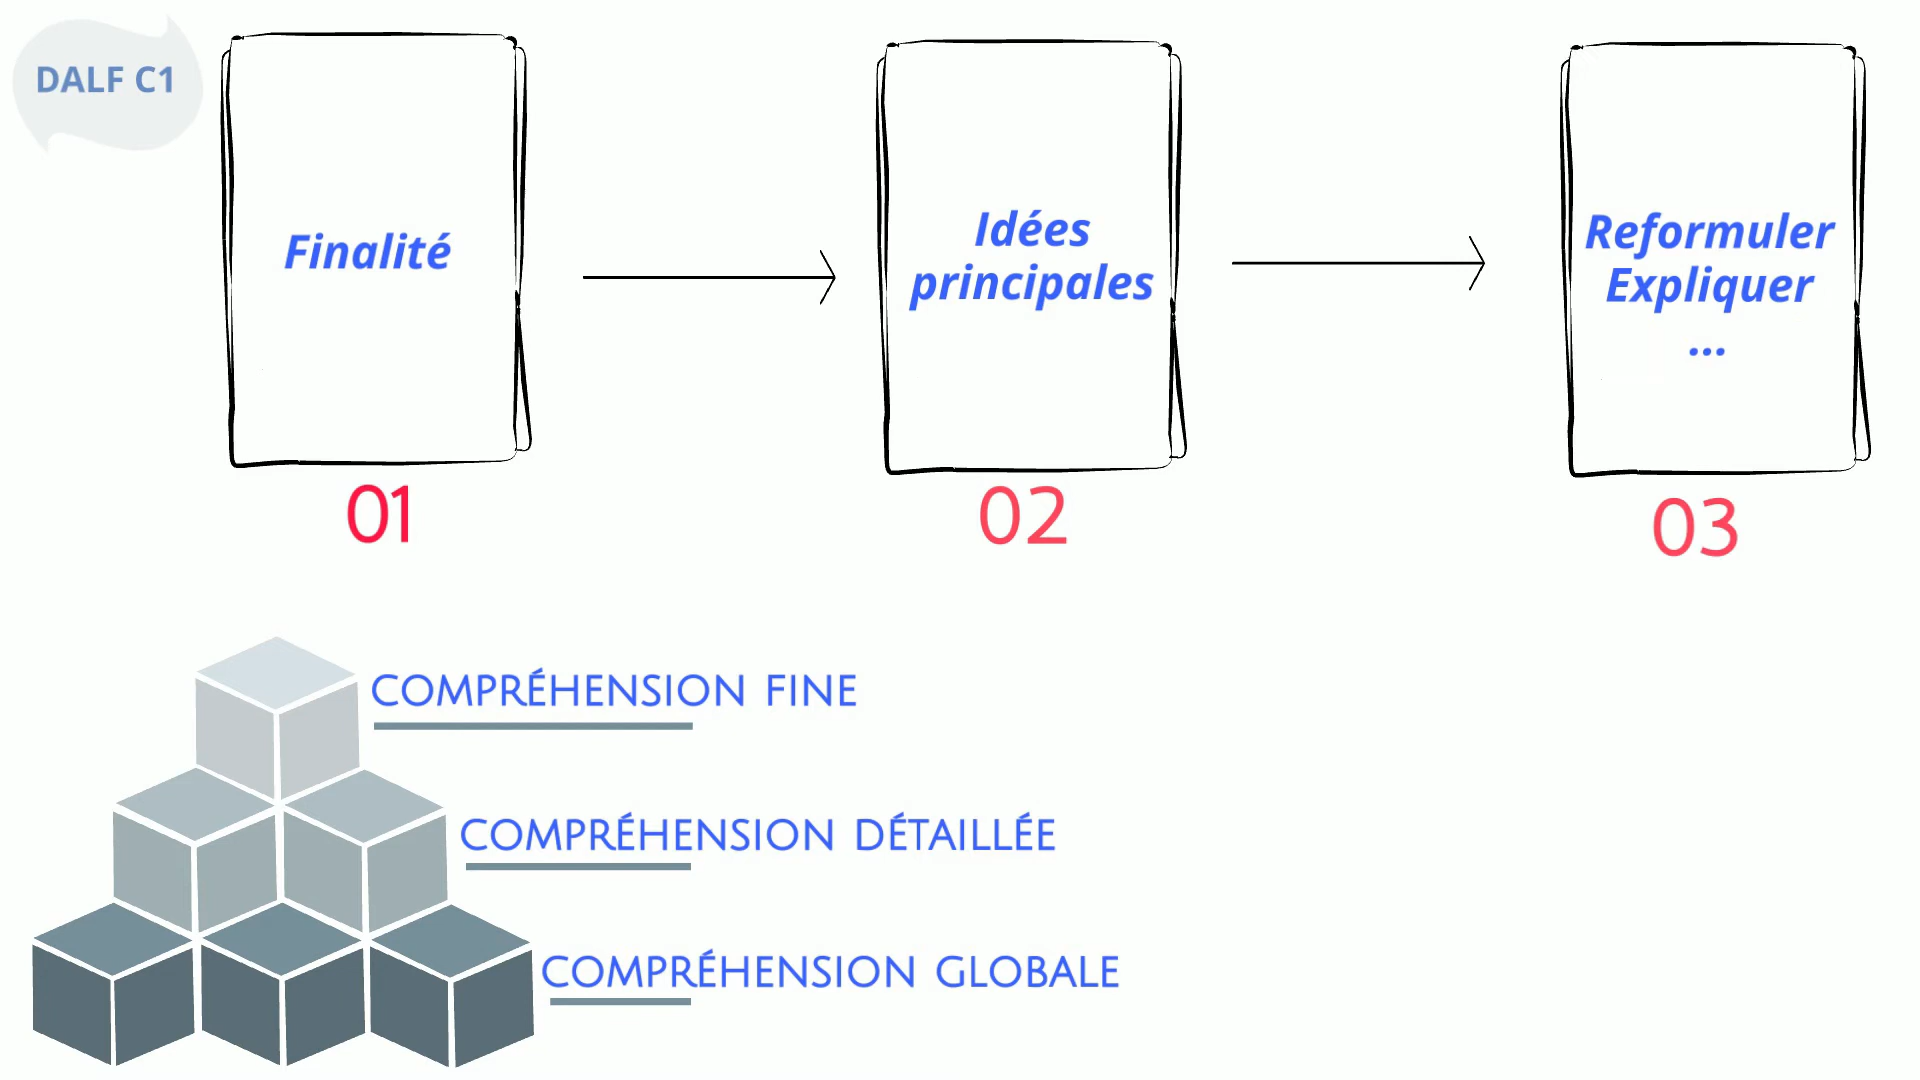 DALF C1
Finalité
Idées
principales
Reformuler
Expliquer
...
01
02
03
COMPRÉHENSION FINE
COMPRÉHENSION DÉTAILLÉE
COMPRÉHENSION GLOBALE